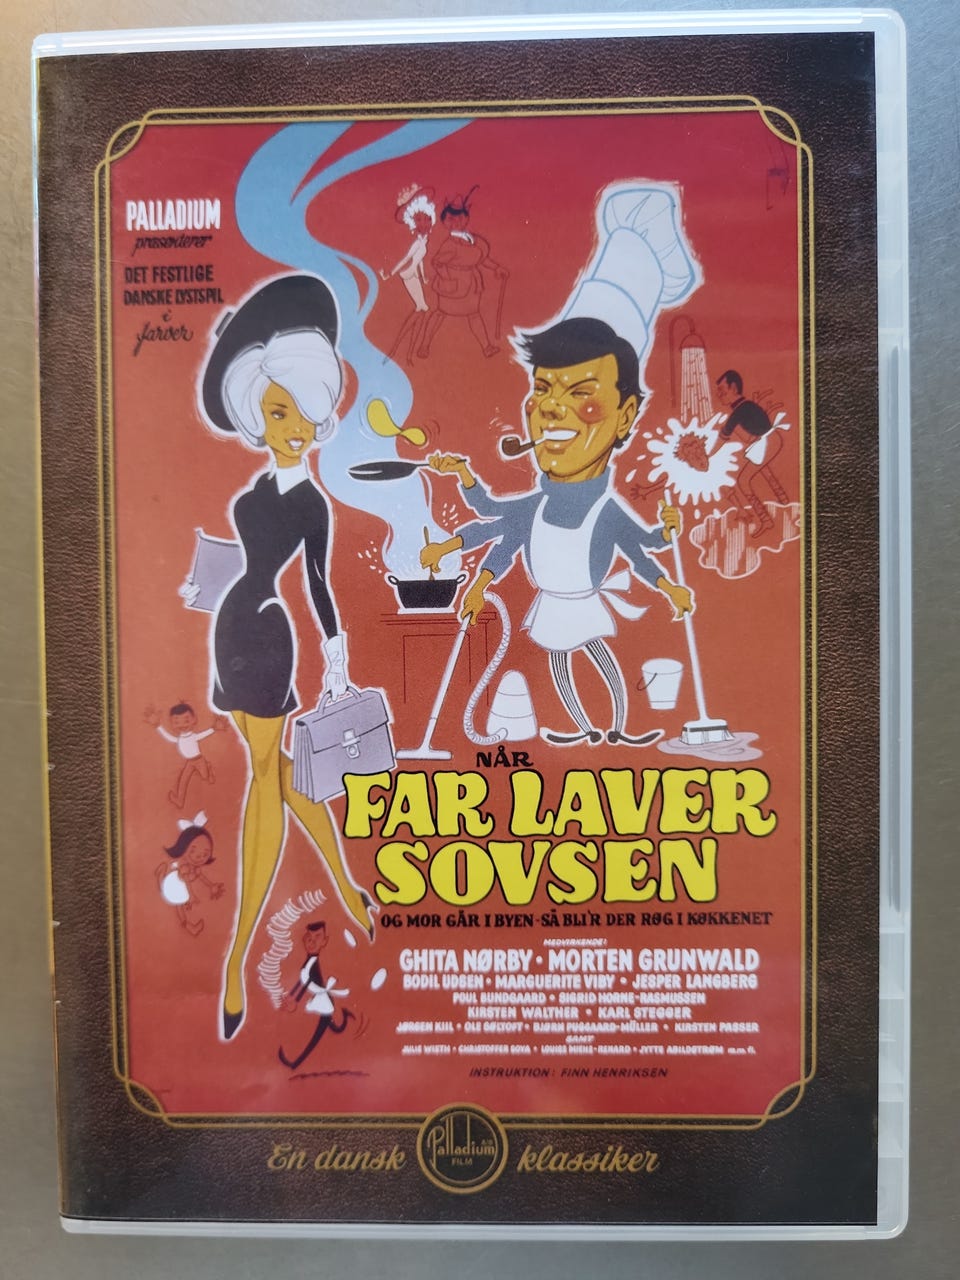 PALLADIUM
præsenterer
DET FESTLIGE
DANSKE LYSTSPIL
i
farver
NÅR
FAR LAVER
SOVSEN
OG MOR GÅR I BYEN - SÅ BLI'R DER RØG I KØKKENET
MEDVIRKENDE:
GHITA NØRBY • MORTEN GRUNWALD
BODIL UDSEN • MARGUERITE VIBY • JESPER LANGBERG
POUL BUNDGAARD • SIGRID HORNE-RASMUSSEN
KIRSTEN WALTHER • KARL STEGGER
JØRGEN KIIL • OLE SØLTOFT • BJØRN PUGGAARD-MÜLLER • KIRSTEN PASSER
SAMT
JULIE WIETH • CHRISTOFFER BOVA • LOUISE MIEHE-RENARD • JYTTE ABILDSTRØM m.m.fl.
INSTRUKTION: FINN HENRIKSEN
En dansk Palladium A/S FILM klassiker